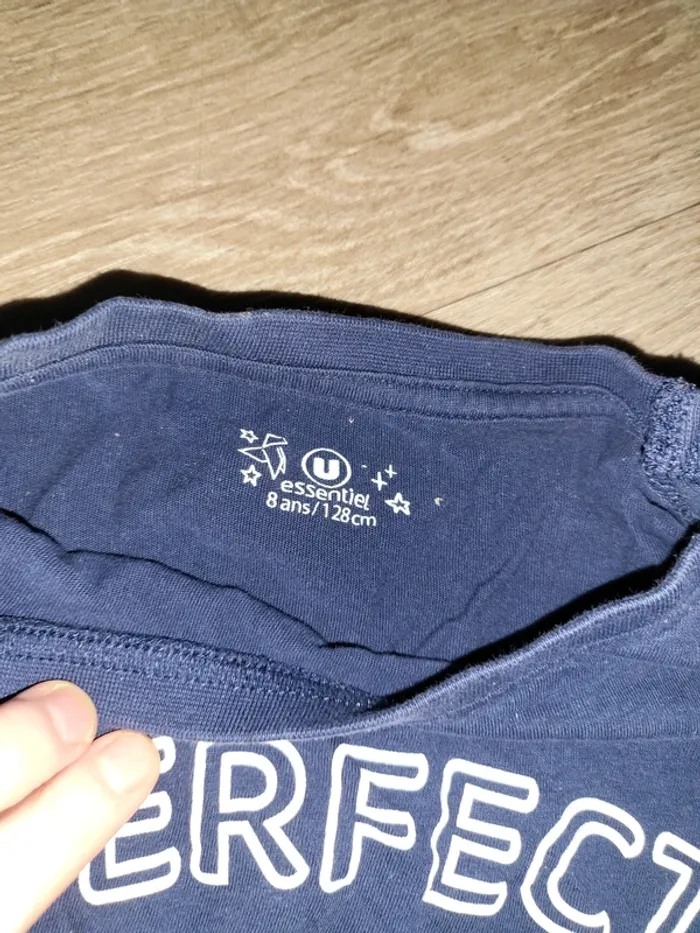 U
essentiel
8 ans/128cm
ERFECT